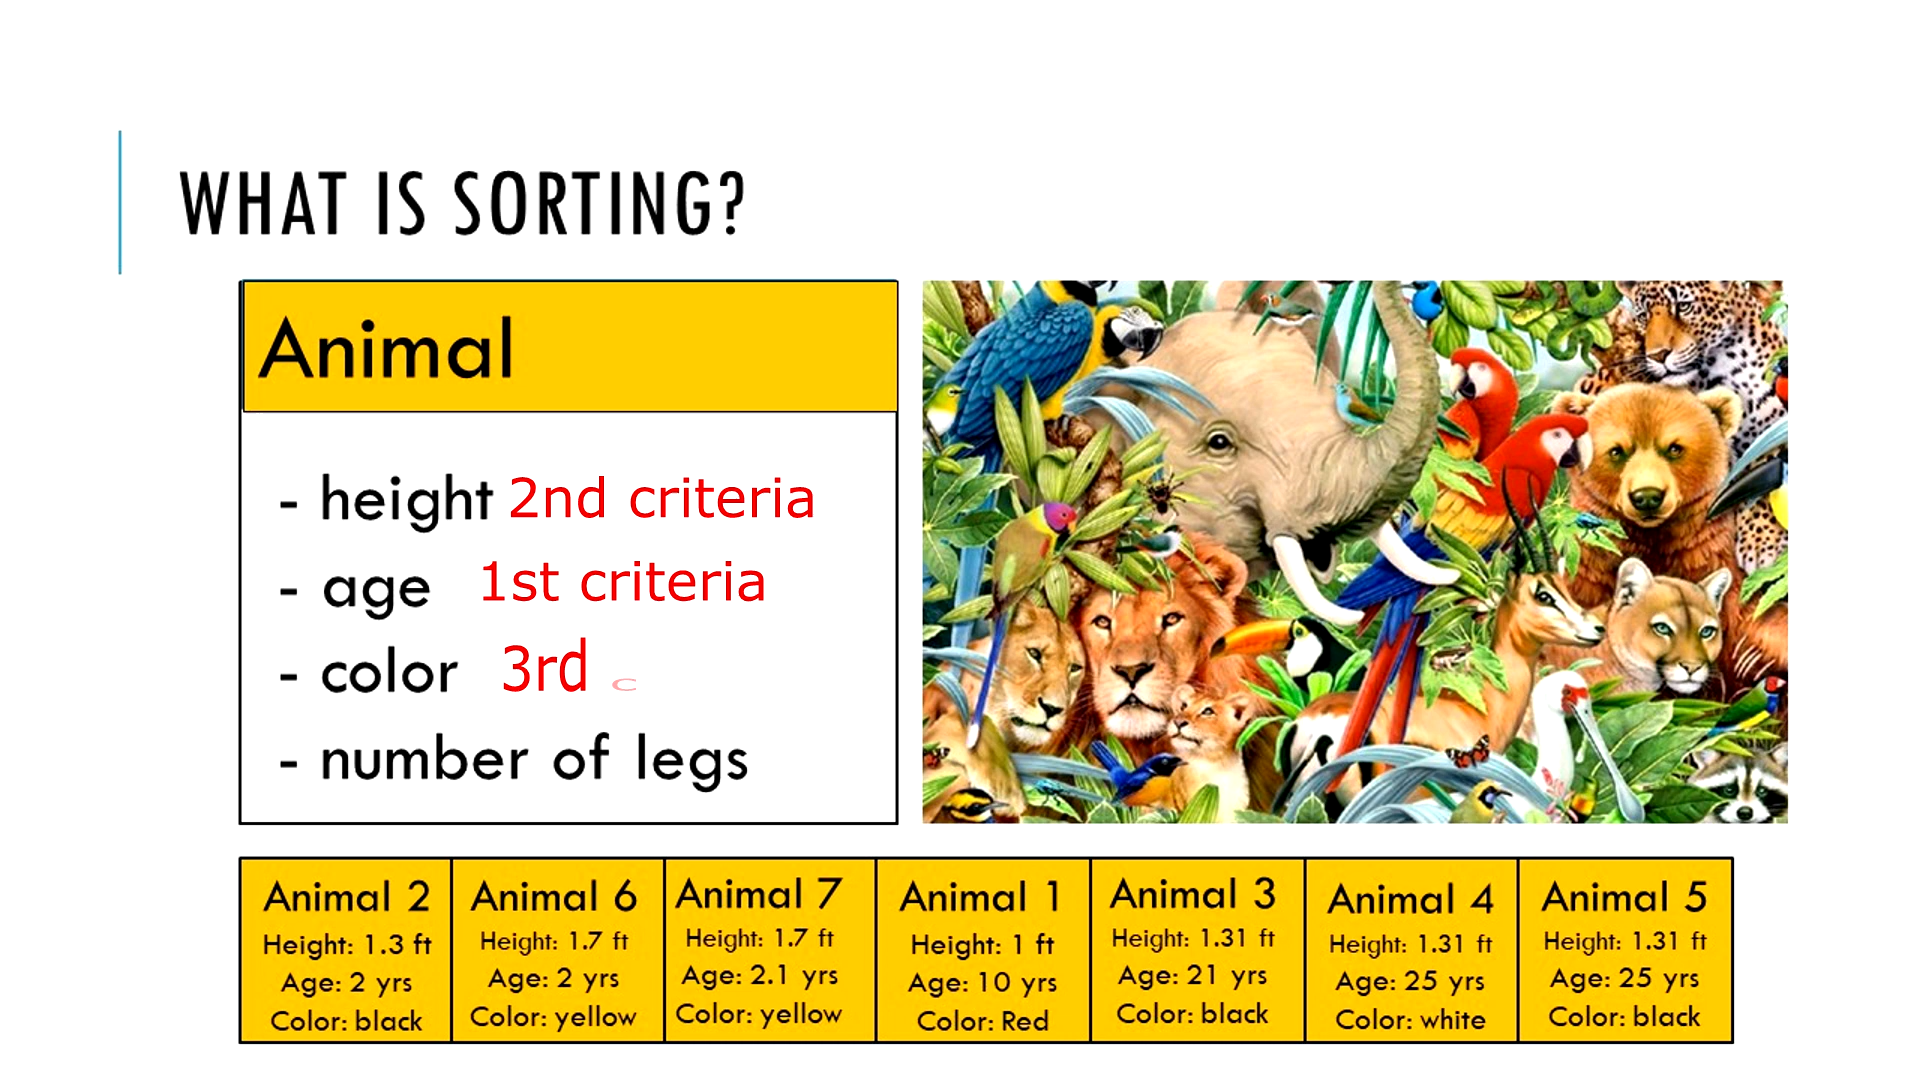 WHAT IS SORTING?
Animal
- height 2nd criteria
- age 1st criteria
- color 3rd c
- number of legs
Animal 2
Height: 1.3 ft
Age: 2 yrs
Color: black
Animal 6
Height: 1.7 ft
Age: 2 yrs
Color: yellow
Animal 7
Height: 1.7 ft
Age: 2.1 yrs
Color: yellow
Animal 1
Height: 1 ft
Age: 10 yrs
Color: Red
Animal 3
Height: 1.31 ft
Age: 21 yrs
Color: black
Animal 4
Height: 1.31 ft
Age: 25 yrs
Color: white
Animal 5
Height: 1.31 ft
Age: 25 yrs
Color: black